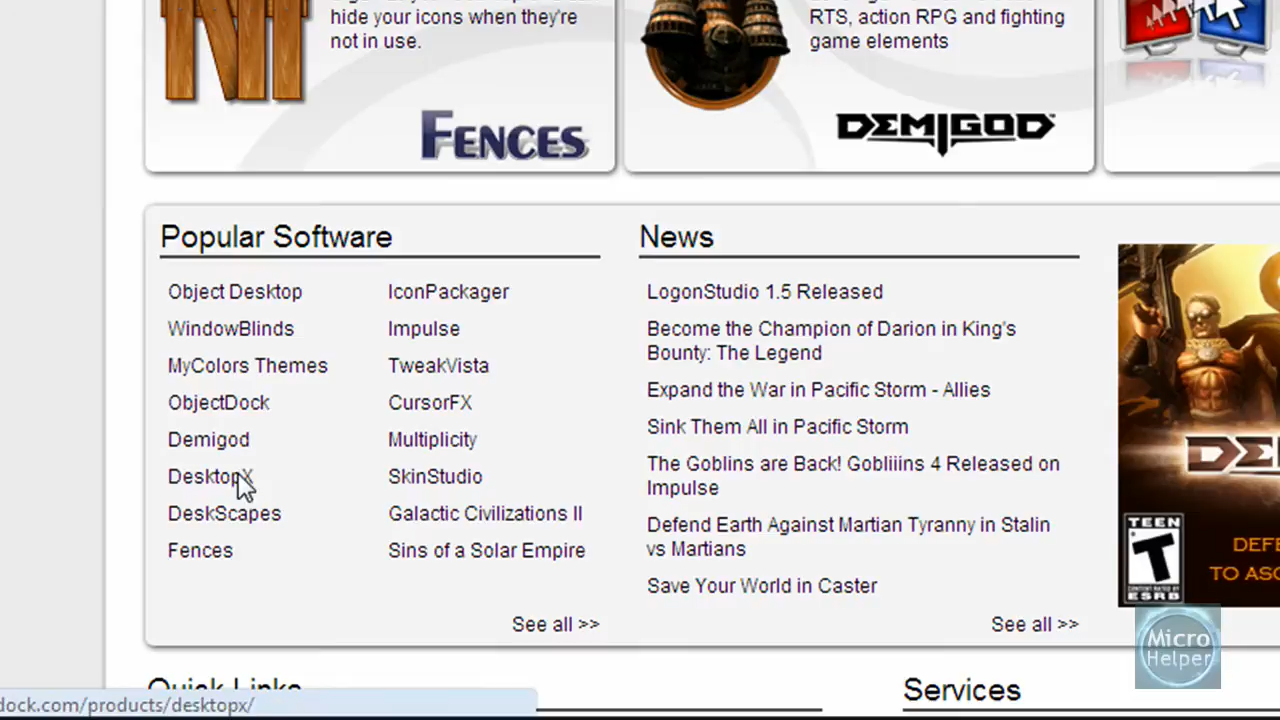 hide your icons when they're
not in use.
FENCES
RTS, action RPG and fighting
game elements
DEMIGOD
Popular Software
Object Desktop
WindowBlinds
MyColors Themes
ObjectDock
Demigod
DesktopX
DeskScapes
Fences
IconPackager
Impulse
TweakVista
CursorFX
Multiplicity
SkinStudio
Galactic Civilizations II
Sins of a Solar Empire
See all >>
News
LogonStudio 1.5 Released
Become the Champion of Darion in King's
Bounty: The Legend
Expand the War in Pacific Storm - Allies
Sink Them All in Pacific Storm
The Goblins are Back! Gobliiins 4 Released on
Impulse
Defend Earth Against Martian Tyranny in Stalin
vs Martians
Save Your World in Caster
See all >>
TEEN
T
ESRB
TO
Micro
Helper
Quick Links
Services
dock.com/products/desktopx/